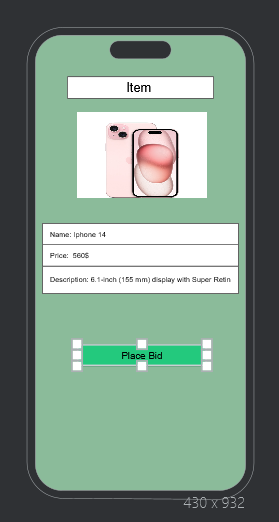 Item
Name: Iphone 14
Price: 560$
Description: 6.1-inch (155 mm) display with Super Retin
Place Bid
430 x 932